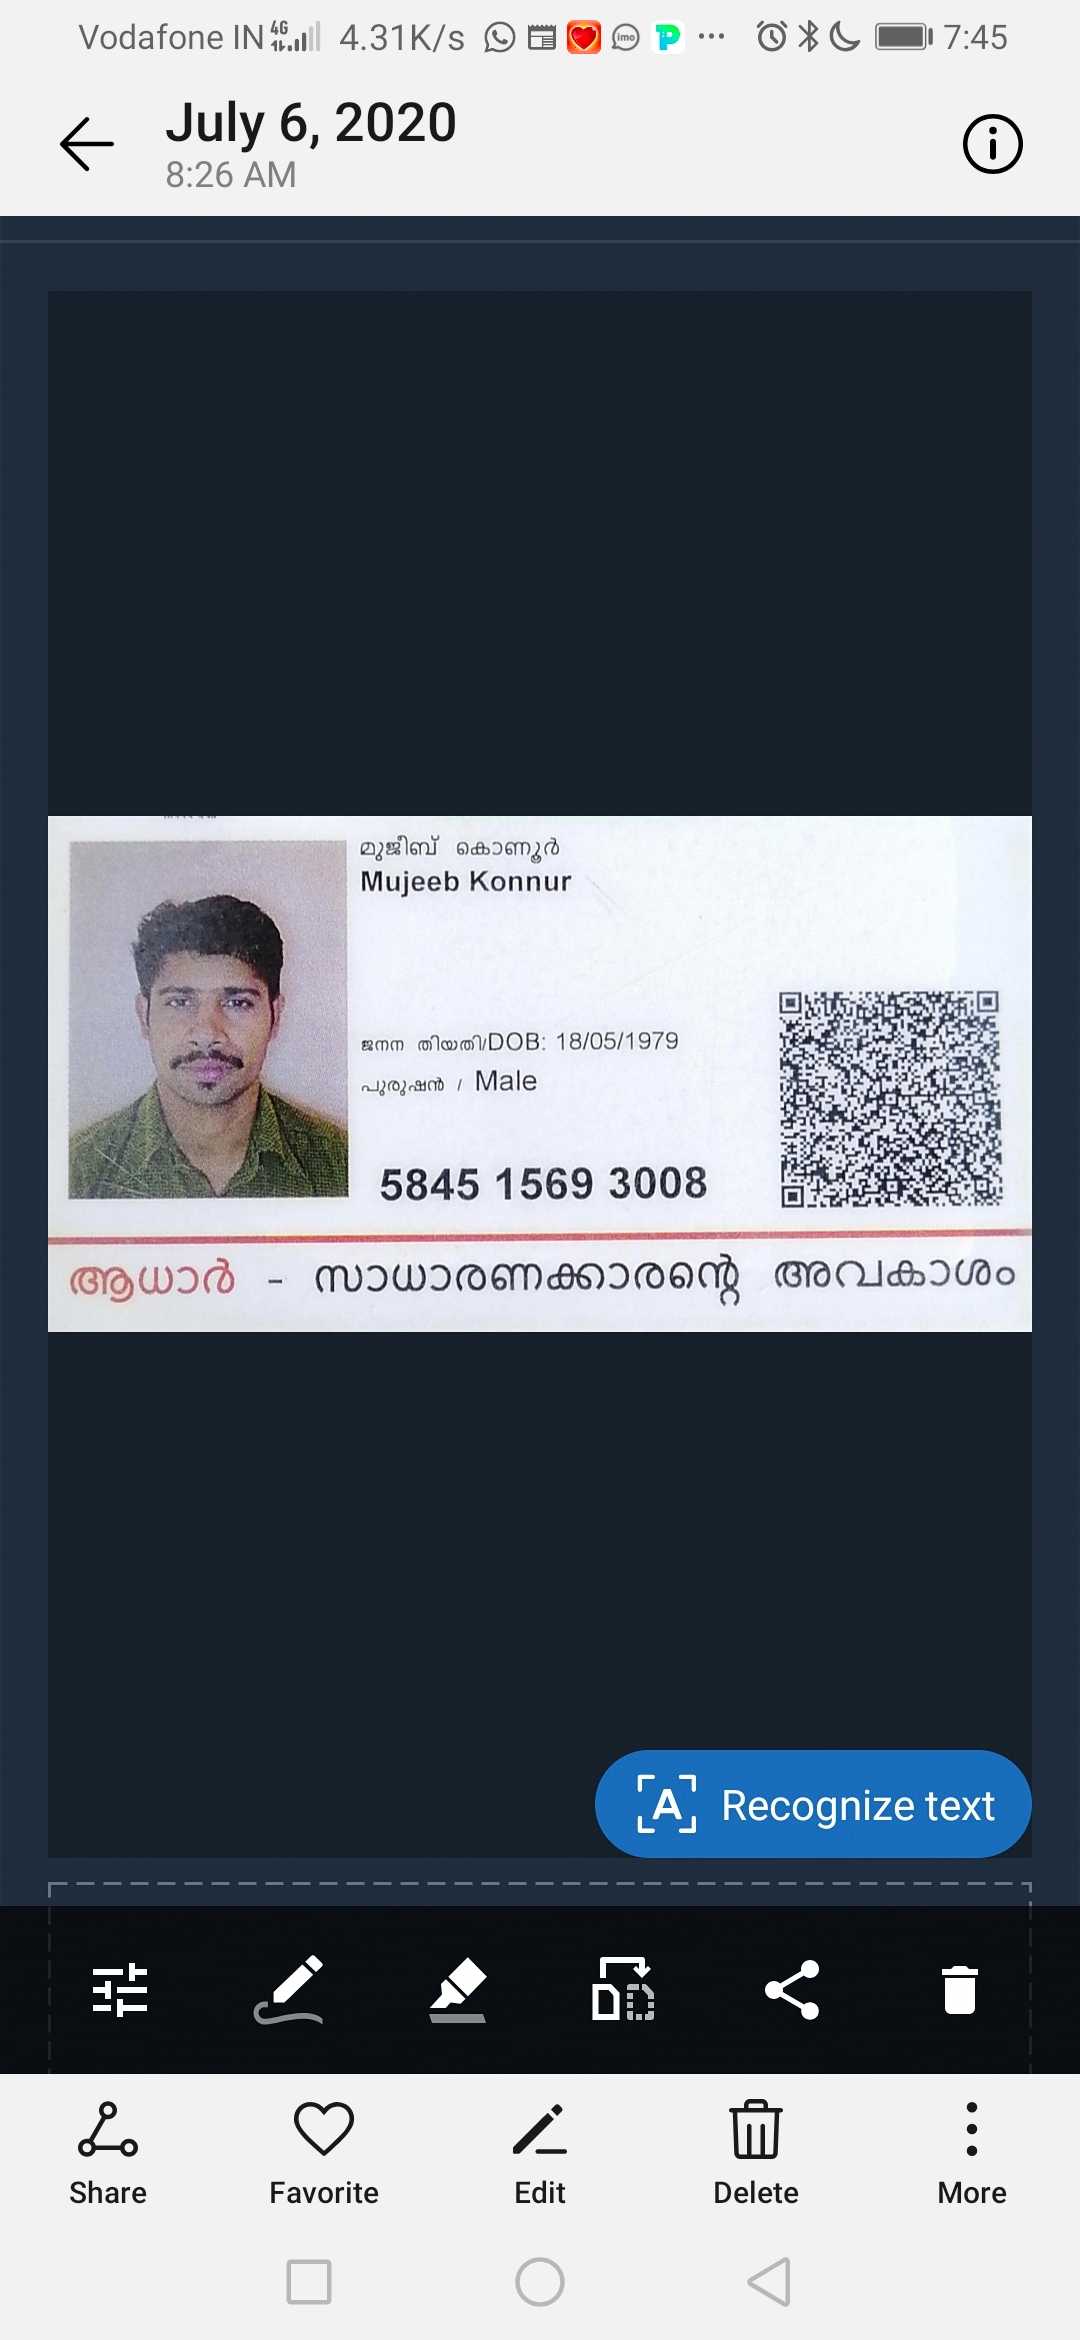 Vodafone IN 4G 4.31K/s imo P ... 7:45
July 6, 2020
8:26 AM
മുജീബ് കൊണൂർ
Mujeeb Konnur
ജനന തിയതി/DOB: 18/05/1979
പുരുഷൻ / Male
5845 1569 3008
ആധാർ - സാധാരണക്കാരന്റെ അവകാശം
A Recognize text
Share Favorite Edit Delete More